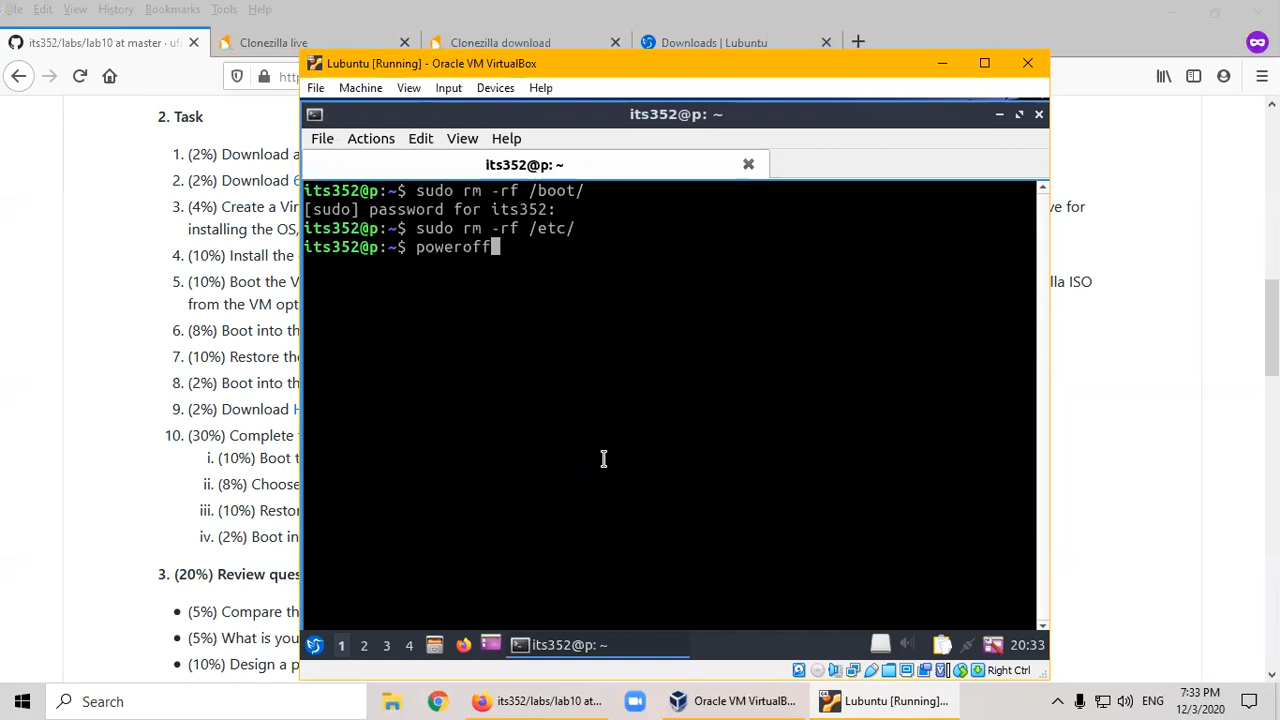 File Edit View History Bookmarks Tools Help
its352/labs/lab10 at master · uf
Clonezilla live
Clonezilla download
Downloads | Lubuntu
Lubuntu [Running] - Oracle VM VirtualBox
File Machine View Input Devices Help
its352@p: ~
File Actions Edit View Help
its352@p: ~
its352@p:~$ sudo rm -rf /boot/
[sudo] password for its352:
its352@p:~$ sudo rm -rf /etc/
its352@p:~$ poweroff
1 2 3 4 its352@p: ~ 20:33
Right Ctrl
2. Task
1. (2%) Download a
2. (2%) Download 6
3. (4%) Create a Vir
ve for
installing the OS,
4. (10%) Install the
5. (10%) Boot the V
lla ISO
from the VM opt
6. (8%) Boot into th
7. (10%) Restore the
8. (2%) Boot into th
9. (2%) Download H
10. (30%) Complete
i. (10%) Boot t
ii. (8%) Choose
iii. (10%) Resto
iv. (2%) Boot in
3. (20%) Review ques
(5%) Compare th
(5%) What is you
(10%) Design a p
Search
its352/labs/lab10 at...
Oracle VM VirtualB...
Lubuntu [Running]...
ENG
7:33 PM
12/3/2020